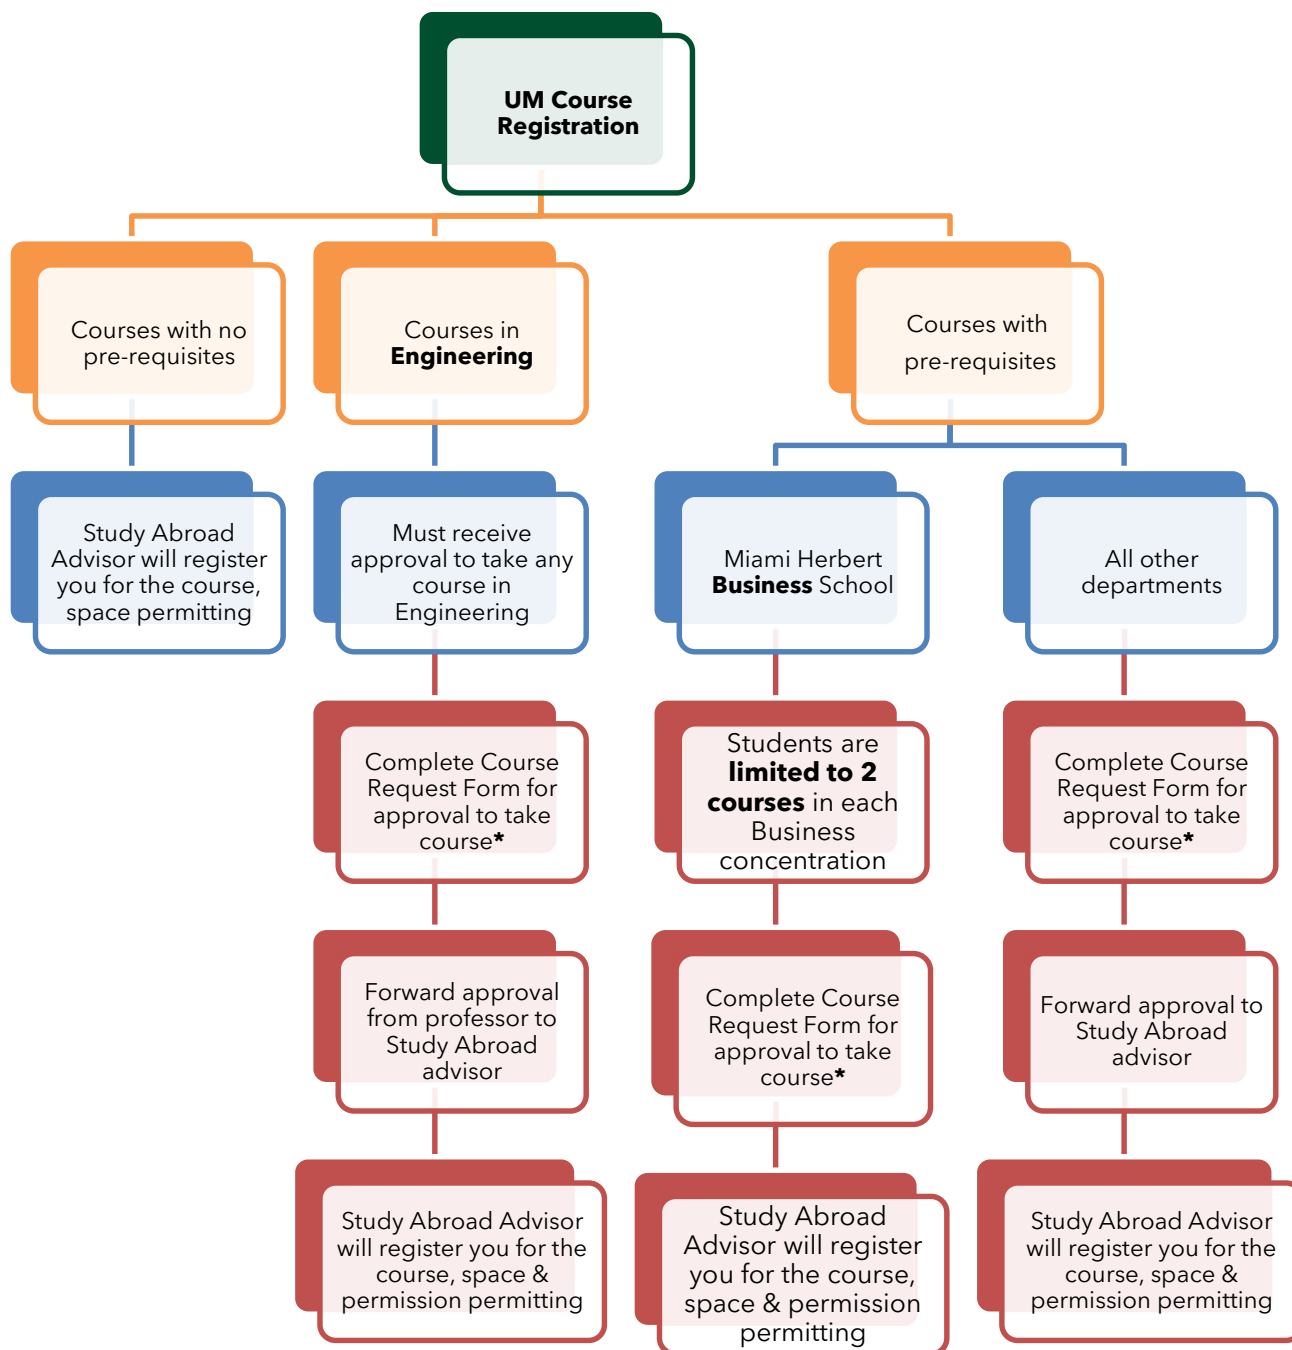 UM Course
Registration
Courses with no
pre-requisites
Courses in
Engineering
Courses with
pre-requisites
Study Abroad
Advisor will register
you for the course,
space permitting
Must receive
approval to take any
course in
Engineering
Miami Herbert
Business School
All other
departments
Complete Course
Request Form for
approval to take
course*
Students are
limited to 2
courses in each
Business
concentration
Complete Course
Request Form for
approval to take
course*
Forward approval
from professor to
Study Abroad
advisor
Complete Course
Request Form for
approval to take
course*
Forward approval to
Study Abroad
advisor
Study Abroad Advisor
will register you for the
course, space &
permission permitting
Study Abroad
Advisor will register
you for the course,
space & permission
permitting
Study Abroad Advisor
will register you for the
course, space &
permission permitting